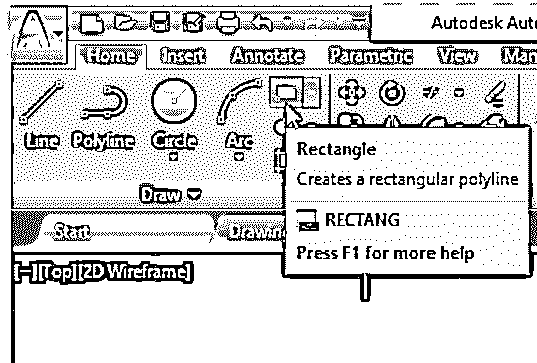 Autodesk Aut
Home Insert Annotate Parametric View Man
Line Polyline Circle Arc
Draw
Rectangle
Creates a rectangular polyline
RECTANG
Press F1 for more help
Start Drawin
[−][Top][2D Wireframe]